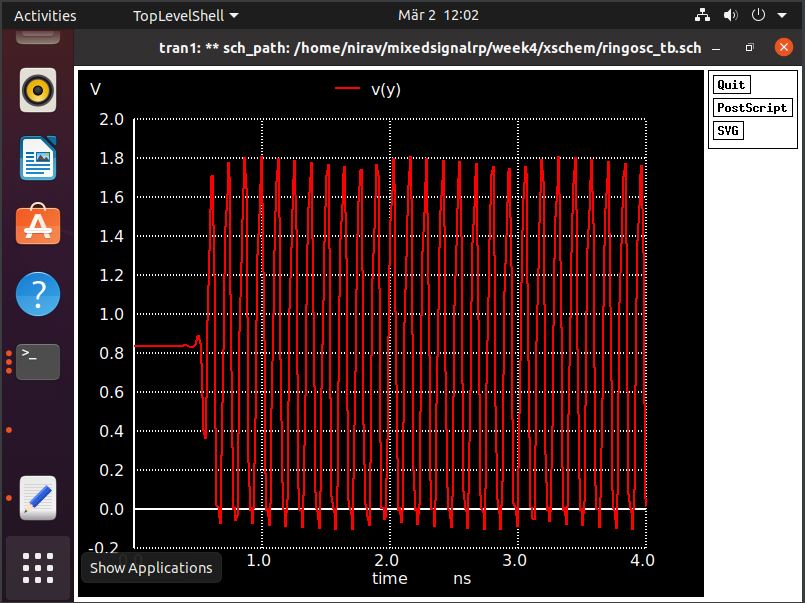 Activities
TopLevelShell
Mär 2 12:02
tran1: ** sch_path: /home/nirav/mixedsignalrp/week4/xschem/ringosc_tb.sch
V
v(y)
Quit
PostScript
SVG
2.0
1.8
1.6
1.4
1.2
1.0
0.8
0.6
0.4
0.2
0.0
-0.2
1.0
2.0
3.0
4.0
time
ns
Show Applications
>_
?